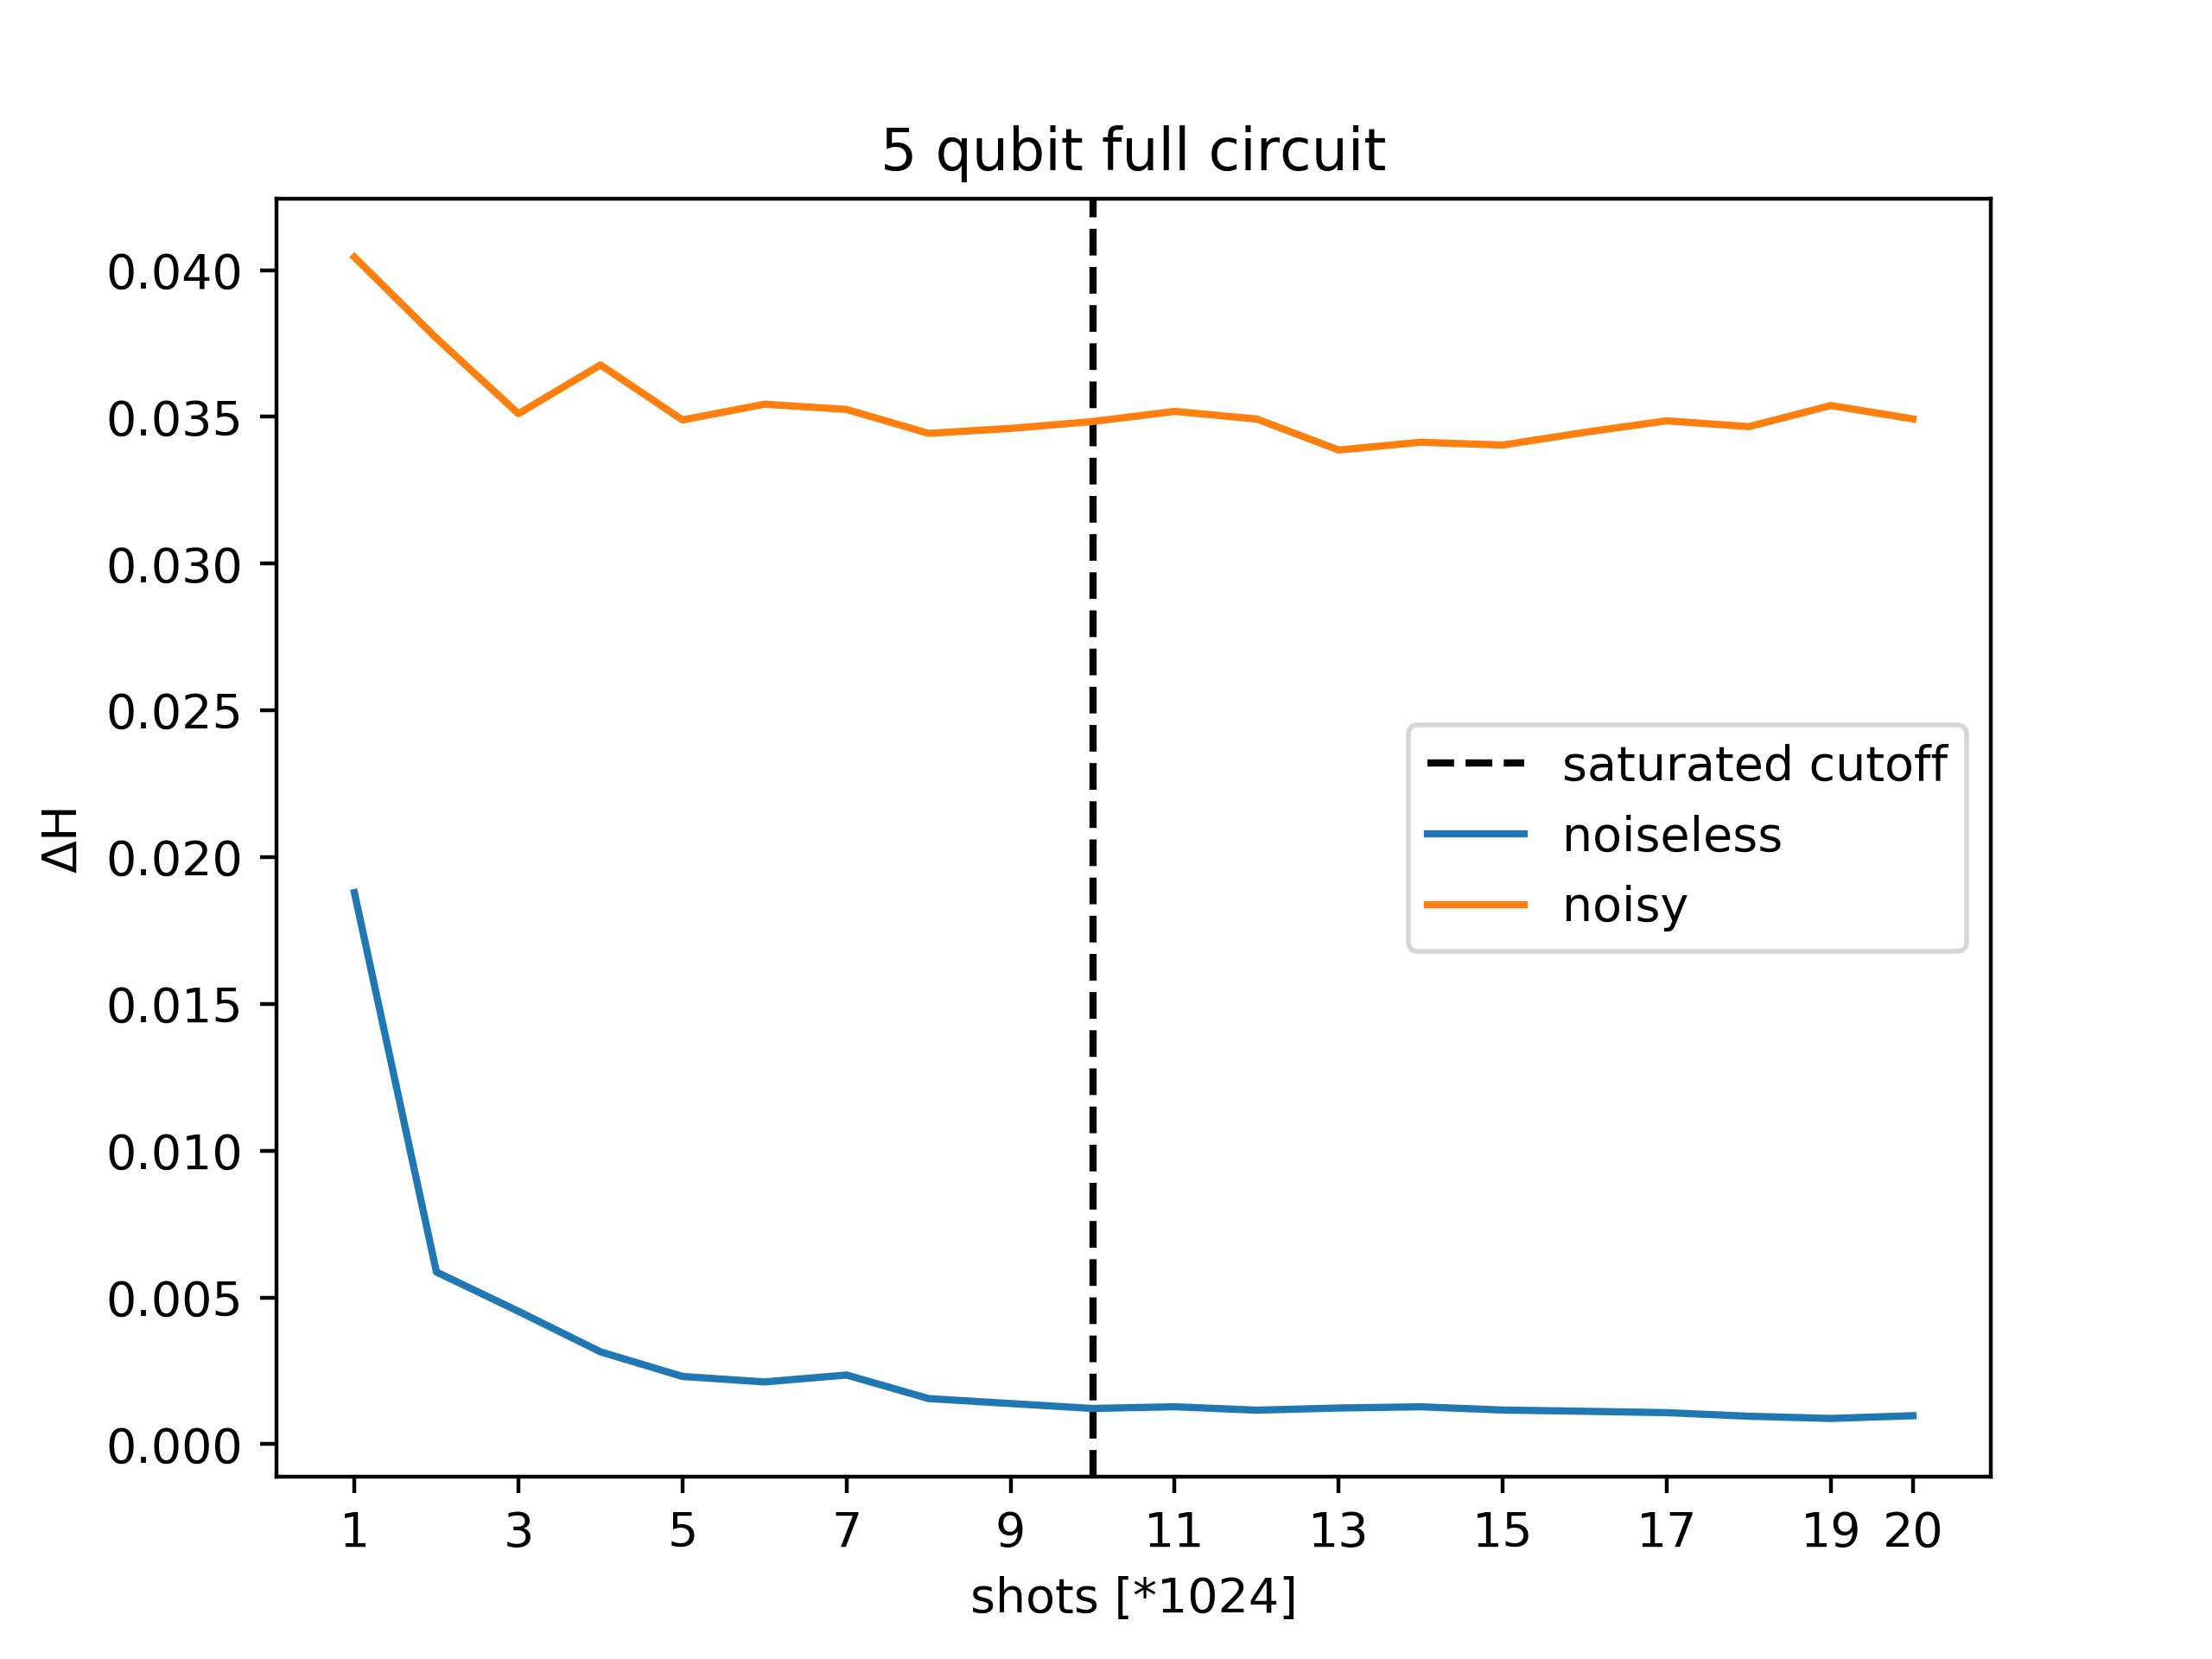 5 qubit full circuit
0.040
0.035
0.030
0.025
0.020
0.015
0.010
0.005
0.000
ΔH
saturated cutoff
noiseless
noisy
1 3 5 7 9 11 13 15 17 19 20
shots [*1024]